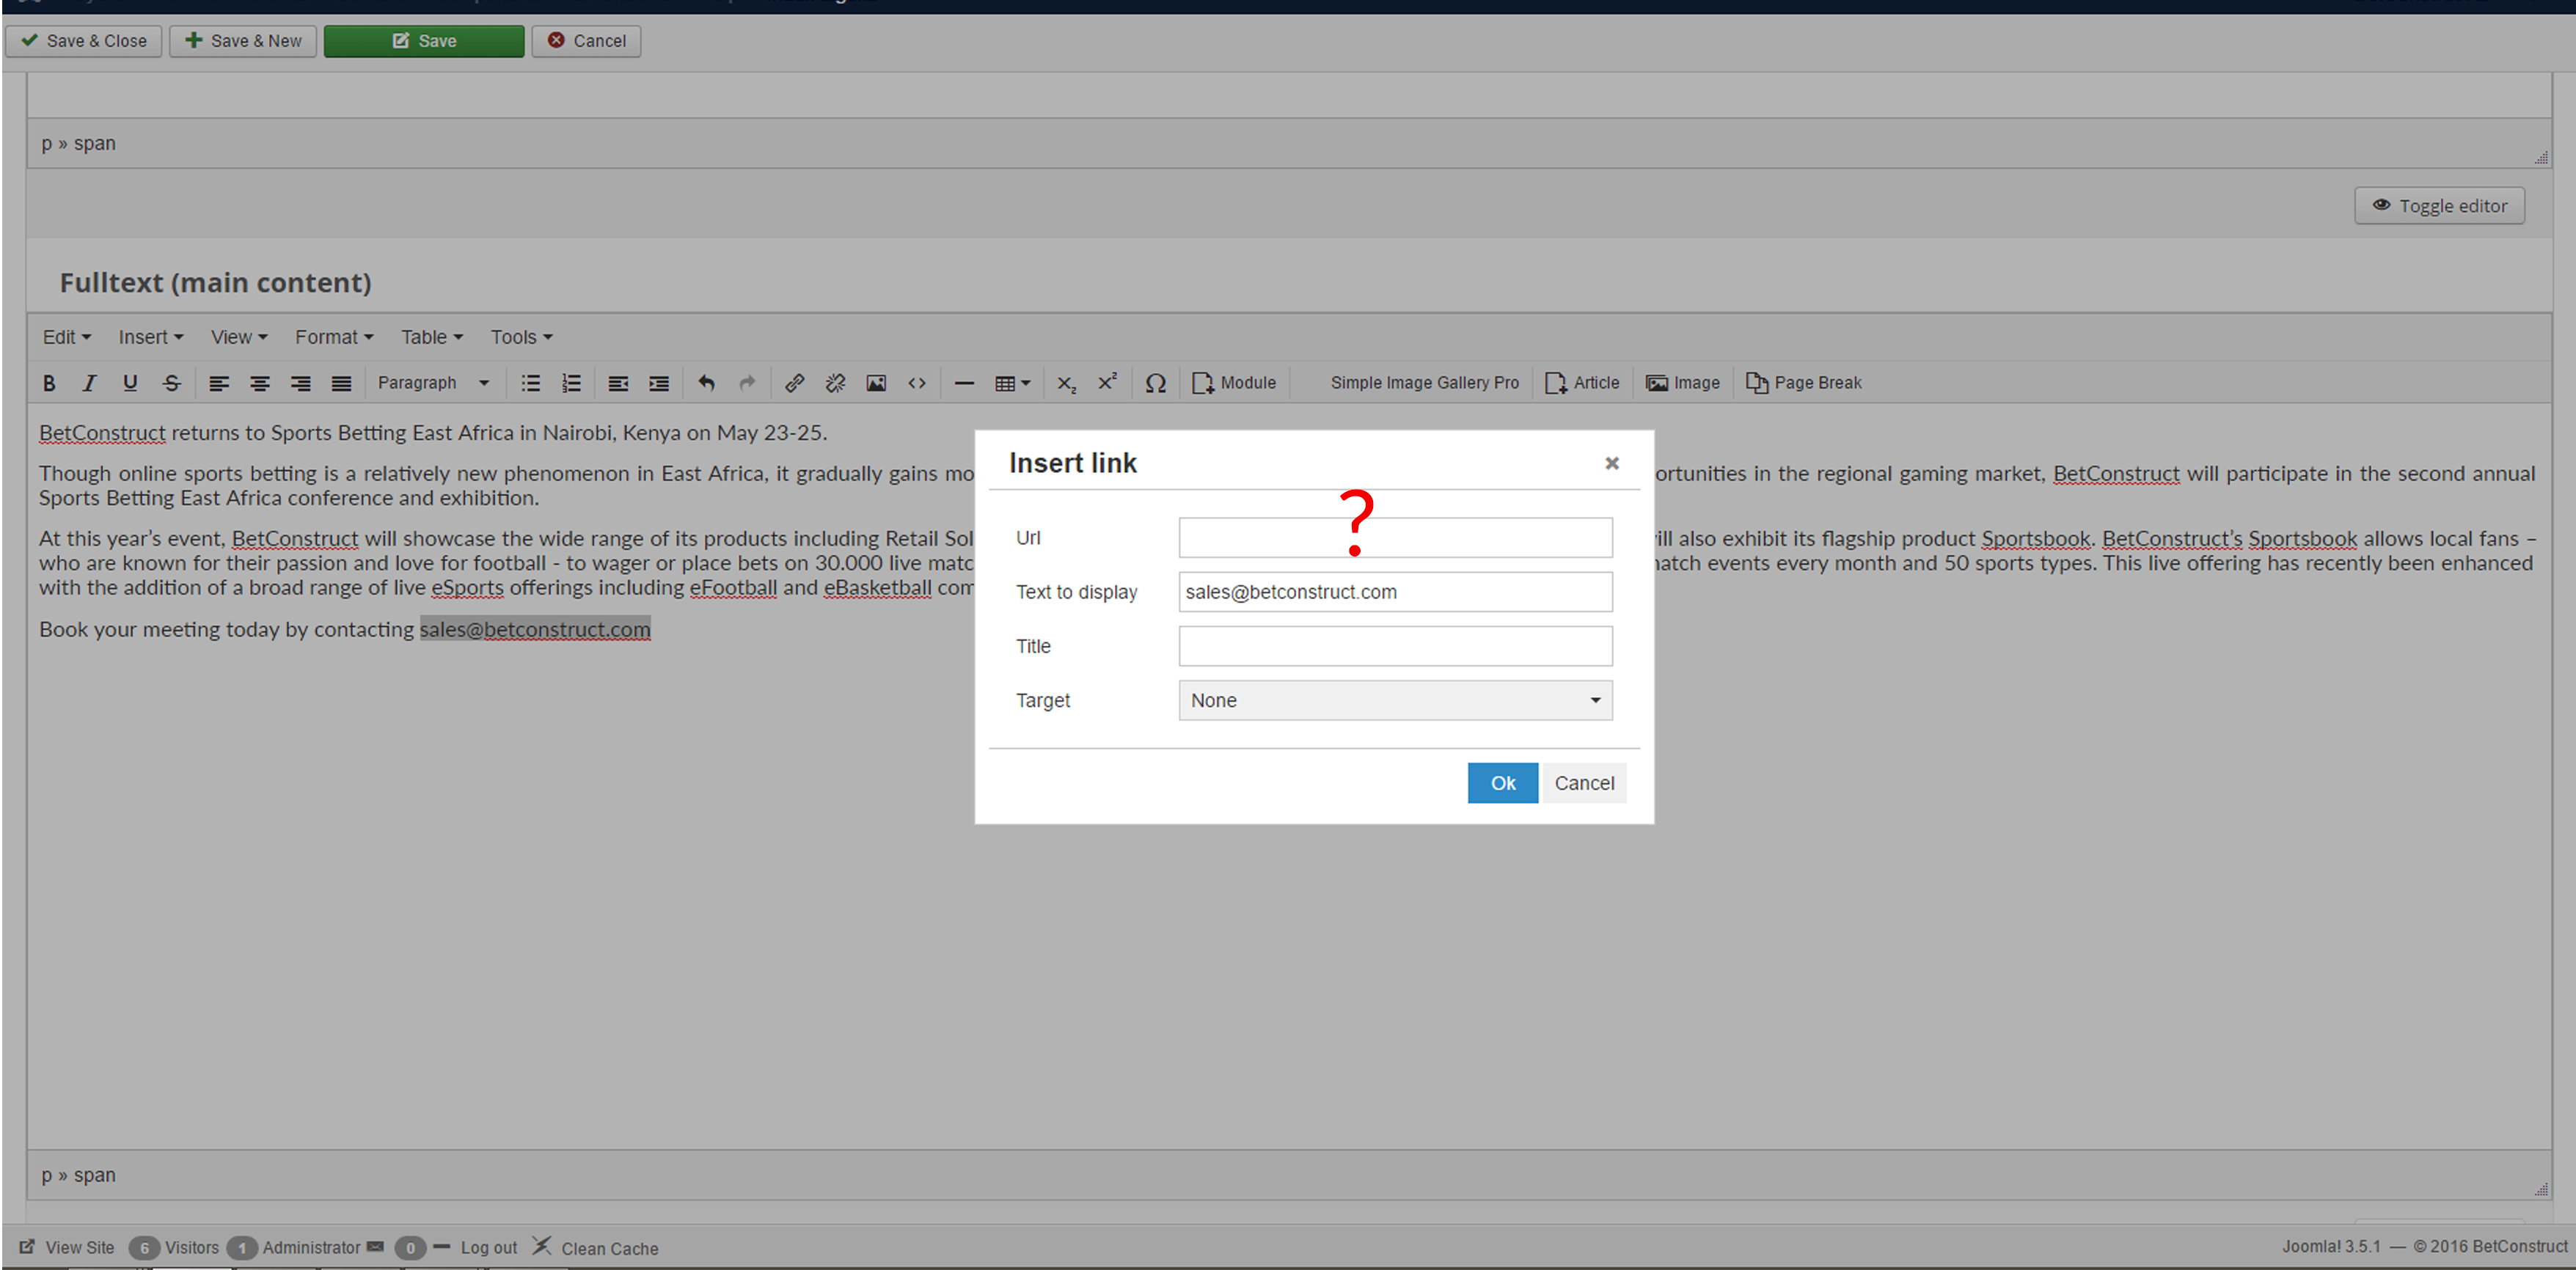 Save & Close Save & New Save Cancel
p » span
Toggle editor
Fulltext (main content)
Edit Insert View Format Table Tools
B I U S Paragraph X₂ X² Ω Module Simple Image Gallery Pro Article Image Page Break
BetConstruct returns to Sports Betting East Africa in Nairobi, Kenya on May 23-25.
Though online sports betting is a relatively new phenomenon in East Africa, it gradually gains mo
ortunities in the regional gaming market, BetConstruct will participate in the second annual
Sports Betting East Africa conference and exhibition.
At this year’s event, BetConstruct will showcase the wide range of its products including Retail Sol
ill also exhibit its flagship product Sportsbook. BetConstruct’s Sportsbook allows local fans –
who are known for their passion and love for football - to wager or place bets on 30.000 live matc
atch events every month and 50 sports types. This live offering has recently been enhanced
with the addition of a broad range of live eSports offerings including eFootball and eBasketball com
Book your meeting today by contacting sales@betconstruct.com
Insert link ×
?
Url
Text to display sales@betconstruct.com
Title
Target None
Ok Cancel
p » span
View Site 6 Visitors 1 Administrator 0 Log out Clean Cache
Joomla! 3.5.1 — © 2016 BetConstruct